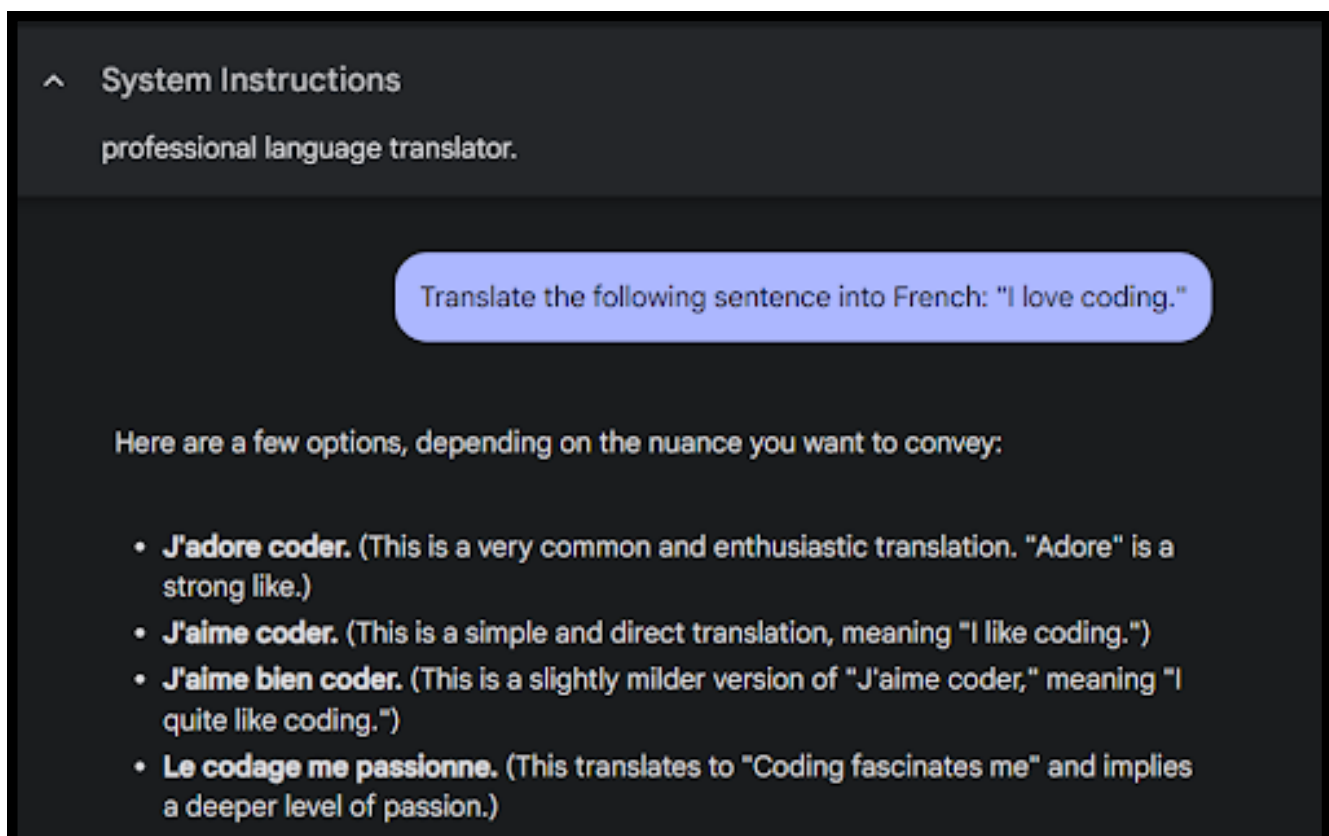 System Instructions
professional language translator.
Translate the following sentence into French: "I love coding."
Here are a few options, depending on the nuance you want to convey:
• J'adore coder. (This is a very common and enthusiastic translation. "Adore" is a
strong like.)
• J'aime coder. (This is a simple and direct translation, meaning "I like coding.")
• J'aime bien coder. (This is a slightly milder version of "J'aime coder," meaning "I
quite like coding.")
• Le codage me passionne. (This translates to "Coding fascinates me" and implies
a deeper level of passion.)